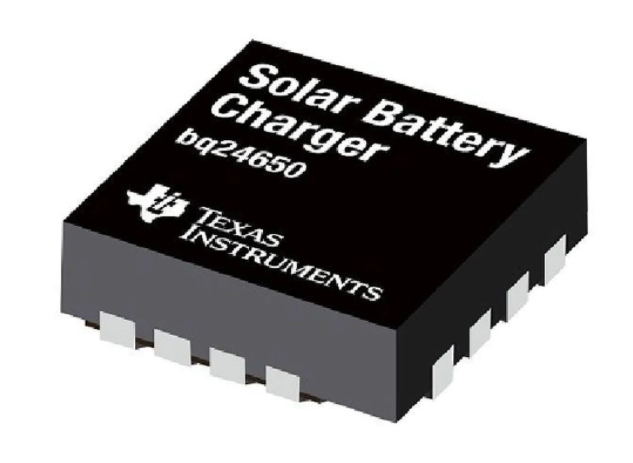 Solar Battery
Charger
bq24650
TEXAS
INSTRUMENTS